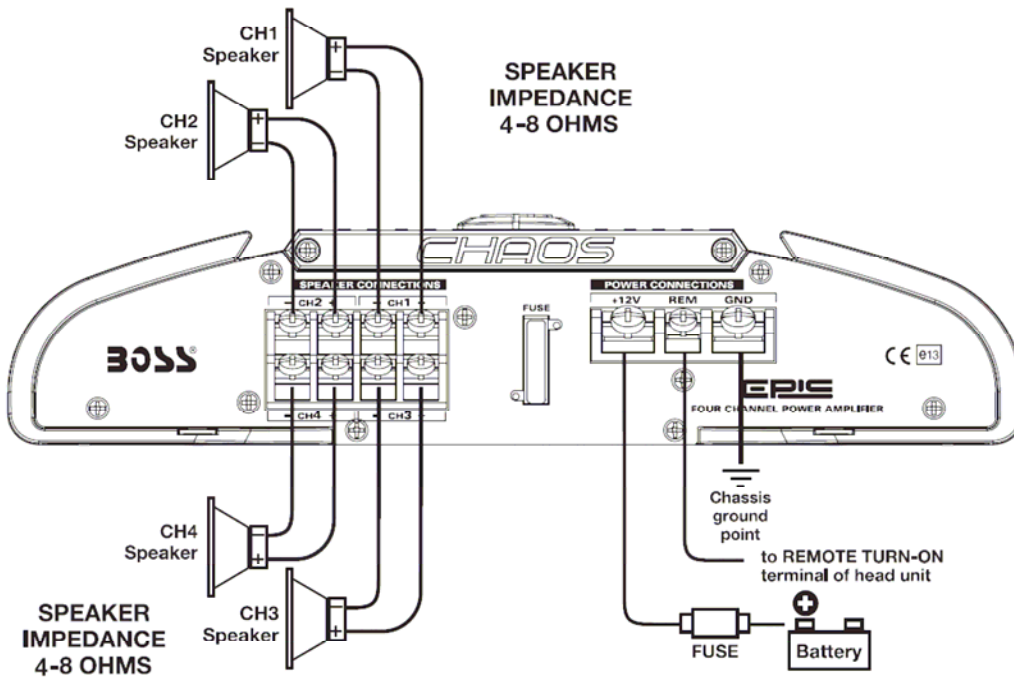 CH1
Speaker
CH2
Speaker
SPEAKER
IMPEDANCE
4-8 OHMS
CHAOS
SPEAKER CONNECTIONS
- CH2 +
- CH1 -
FUSE
POWER CONNECTIONS
+12V REM GND
BOSS®
CE e13
EPIC
FOUR CHANNEL POWER AMPLIFIER
- CH4 +
- CH3 -
Chassis
ground
point
to REMOTE TURN-ON
terminal of head unit
CH4
Speaker
CH3
Speaker
SPEAKER
IMPEDANCE
4-8 OHMS
FUSE
+
Battery